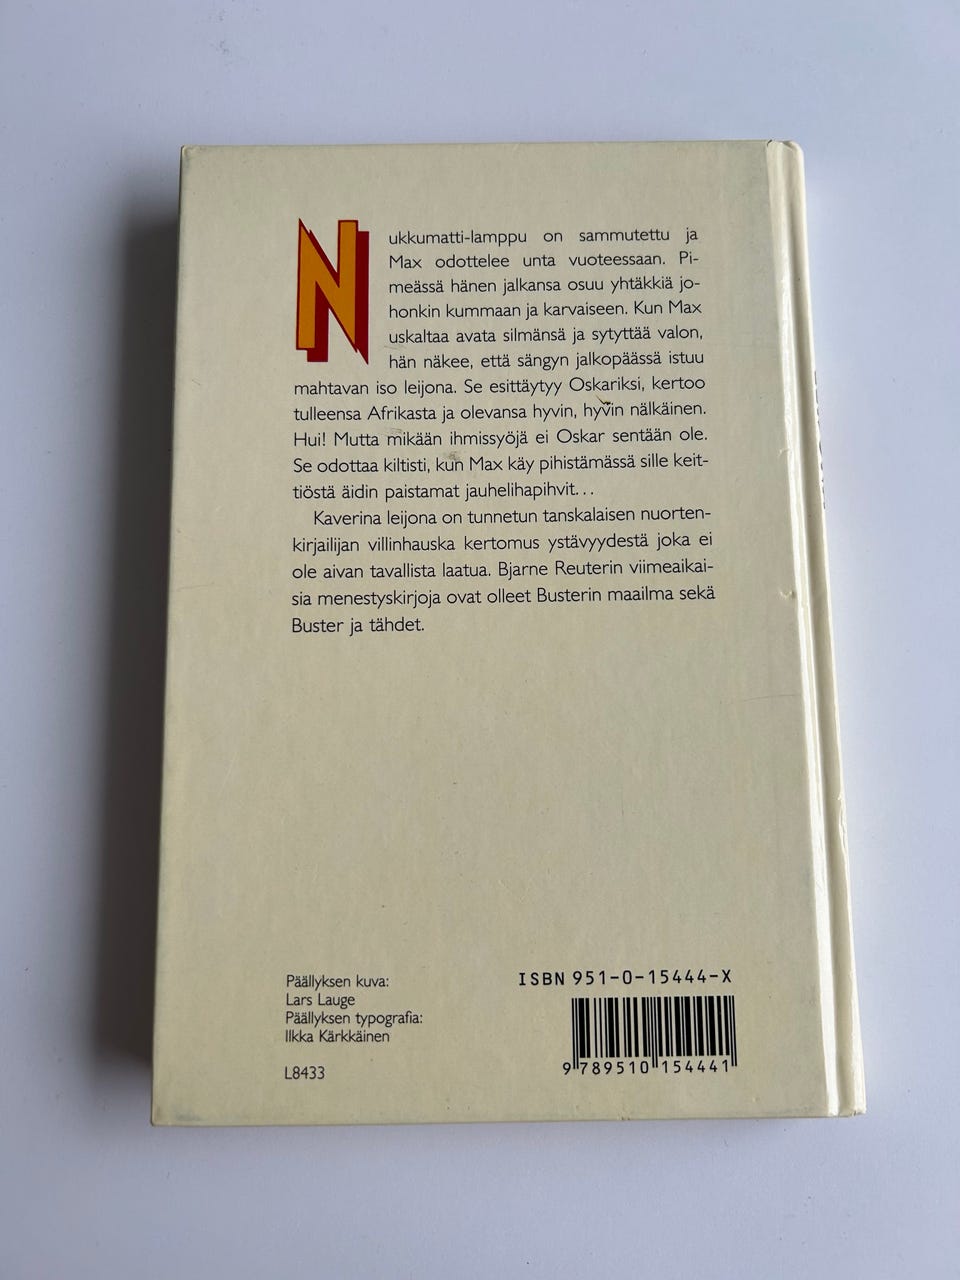 Nukkumatti-lamppu on sammutettu ja
Max odottelee unta vuoteessaan. Pi-
meässä hänen jalkansa osuu yhtäkkiä jo-
honkin kummaan ja karvaiseen. Kun Max
uskaltaa avata silmänsä ja sytyttää valon,
hän näkee, että sängyn jalkopäässä istuu
mahtavan iso leijona. Se esittäytyy Oskariksi, kertoo
tulleensa Afrikasta ja olevansa hyvin, hyvin nälkäinen.
Hui! Mutta mikään ihmissyöjä ei Oskar sentään ole.
Se odottaa kiltisti, kun Max käy pihistämässä sille keit-
tiöstä äidin paistamat jauhelihapihvit...
Kaverina leijona on tunnetun tanskalaisen nuorten-
kirjailijan villinhauska kertomus ystävyydestä joka ei
ole aivan tavallista laatua. Bjarne Reuterin viimeaikai-
sia menestyskirjoja ovat olleet Busterin maailma sekä
Buster ja tähdet.
Päällyksen kuva:
Lars Lauge
Päällyksen typografia:
Ilkka Kärkkäinen
L8433
ISBN 951-0-15444-X
9 789510 154441